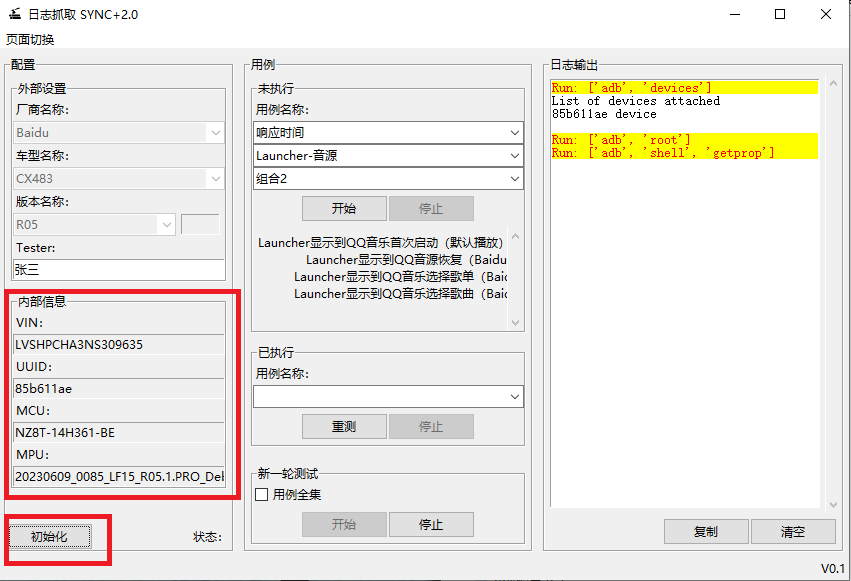 日志抓取 SYNC+2.0
页面切换
配置
外部设置
厂商名称:
Baidu
车型名称:
CX483
版本名称:
R05
Tester:
张三
内部信息
VIN:
LVSHPCHA3NS309635
UUID:
85b611ae
MCU:
NZ8T-14H361-BE
MPU:
20230609_0085_LF15_R05.1.PRO_Del
初始化
状态:
用例
未执行
用例名称:
响应时间
Launcher-音源
组合2
开始
停止
Launcher显示到QQ音乐首次启动（默认播放）
Launcher显示到QQ音源恢复（Baidu
Launcher显示到QQ音乐选择歌单（Baid
Launcher显示到QQ音乐选择歌曲（Baid
已执行
用例名称:
重测
停止
新一轮测试
用例全集
开始
停止
日志输出
Run: ['adb', 'devices']
List of devices attached
85b611ae device
Run: ['adb', 'root']
Run: ['adb', 'shell', 'getprop']
复制
清空
V0.1